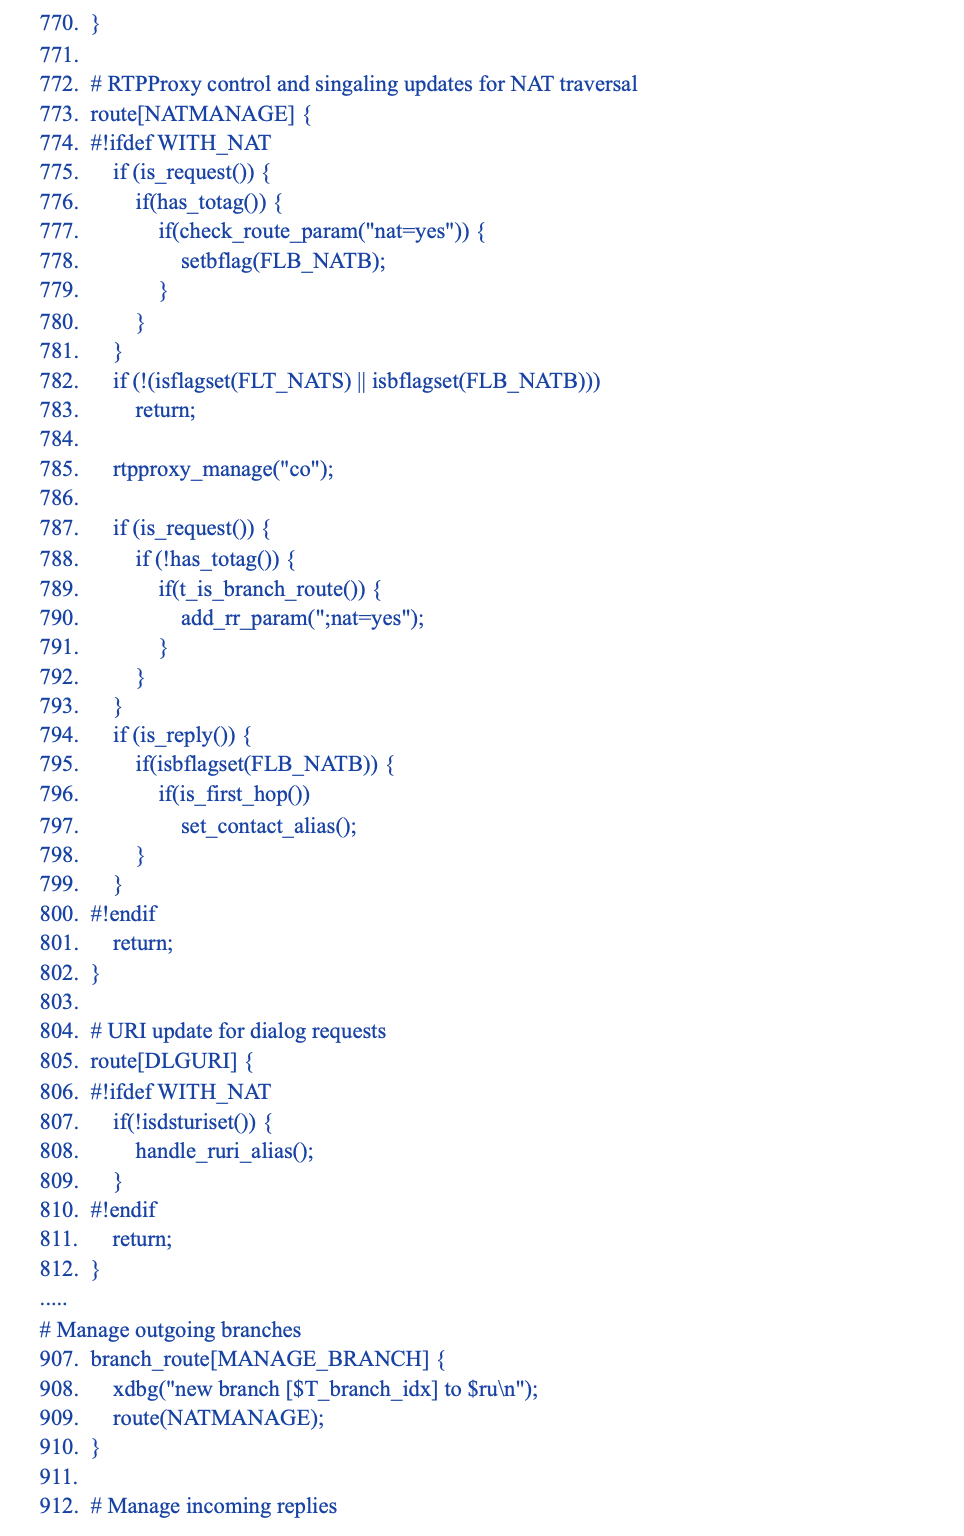 770. }
771.
772. # RTPProxy control and singaling updates for NAT traversal
773. route[NATMANAGE] {
774. #!ifdef WITH_NAT
775. if (is_request()) {
776. if(has_totag()) {
777. if(check_route_param("nat=yes")) {
778. setbflag(FLB_NATB);
779. }
780. }
781. }
782. if (!(isflagset(FLT_NATS) || isbflagset(FLB_NATB)))
783. return;
784.
785. rtpproxy_manage("co");
786.
787. if (is_request()) {
788. if (!has_totag()) {
789. if(t_is_branch_route()) {
790. add_rr_param(";nat=yes");
791. }
792. }
793. }
794. if (is_reply()) {
795. if(isbflagset(FLB_NATB)) {
796. if(is_first_hop())
797. set_contact_alias();
798. }
799. }
800. #!endif
801. return;
802. }
803.
804. # URI update for dialog requests
805. route[DLGURI] {
806. #!ifdef WITH_NAT
807. if(!isdsturiset()) {
808. handle_ruri_alias();
809. }
810. #!endif
811. return;
812. }
.....
# Manage outgoing branches
907. branch_route[MANAGE_BRANCH] {
908. xdbg("new branch [$T_branch_idx] to $ru\n");
909. route(NATMANAGE);
910. }
911.
912. # Manage incoming replies